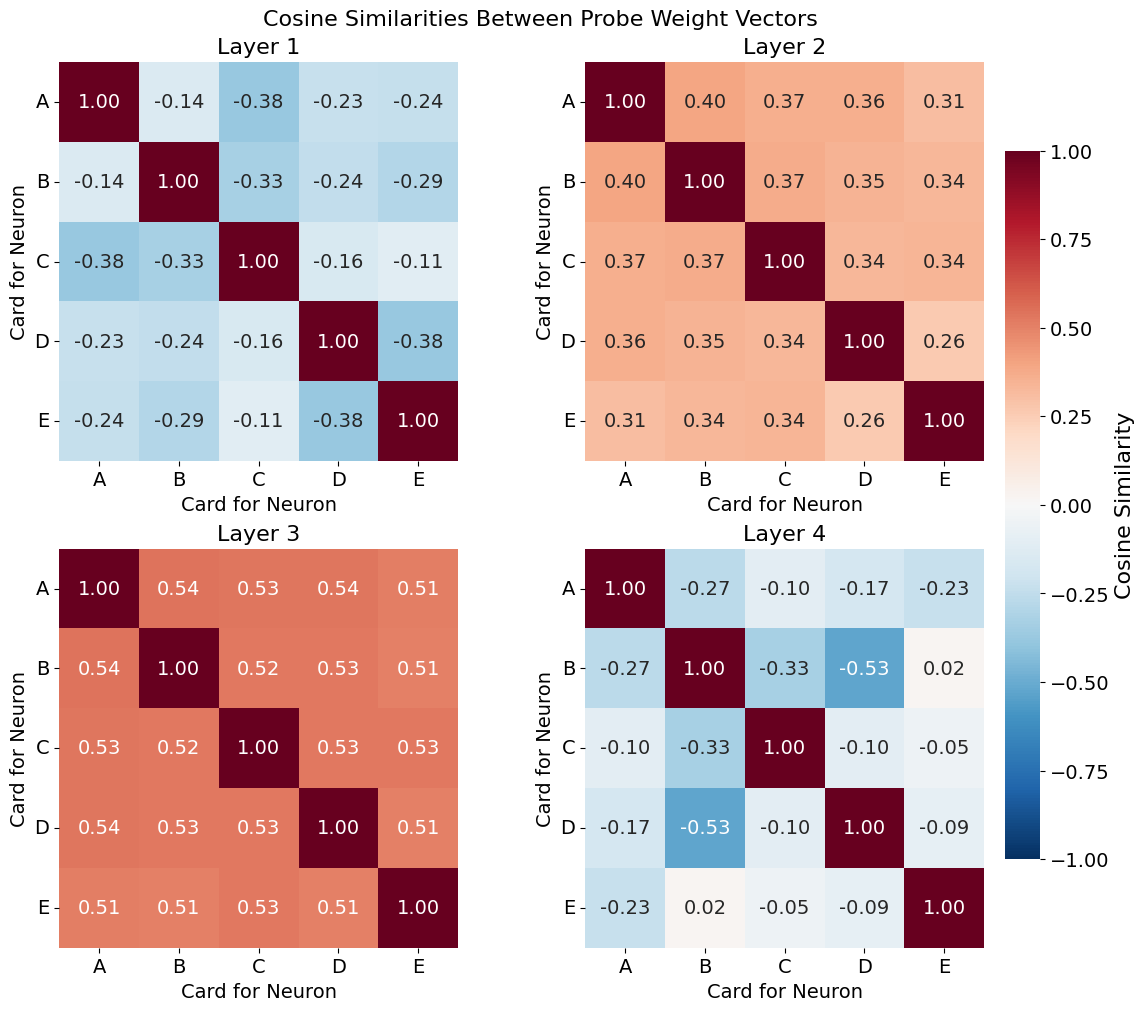 Cosine Similarities Between Probe Weight Vectors
Layer 1
A 1.00 -0.14 -0.38 -0.23 -0.24
B -0.14 1.00 -0.33 -0.24 -0.29
C -0.38 -0.33 1.00 -0.16 -0.11
D -0.23 -0.24 -0.16 1.00 -0.38
E -0.24 -0.29 -0.11 -0.38 1.00
A B C D E
Card for Neuron
Card for Neuron
Layer 2
A 1.00 0.40 0.37 0.36 0.31
B 0.40 1.00 0.37 0.35 0.34
C 0.37 0.37 1.00 0.34 0.34
D 0.36 0.35 0.34 1.00 0.26
E 0.31 0.34 0.34 0.26 1.00
A B C D E
Card for Neuron
Card for Neuron
Layer 3
A 1.00 0.54 0.53 0.54 0.51
B 0.54 1.00 0.52 0.53 0.51
C 0.53 0.52 1.00 0.53 0.53
D 0.54 0.53 0.53 1.00 0.51
E 0.51 0.51 0.53 0.51 1.00
A B C D E
Card for Neuron
Card for Neuron
Layer 4
A 1.00 -0.27 -0.10 -0.17 -0.23
B -0.27 1.00 -0.33 -0.53 0.02
C -0.10 -0.33 1.00 -0.10 -0.05
D -0.17 -0.53 -0.10 1.00 -0.09
E -0.23 0.02 -0.05 -0.09 1.00
A B C D E
Card for Neuron
Card for Neuron
1.00
0.75
0.50
0.25
0.00
−0.25
−0.50
−0.75
−1.00
Cosine Similarity